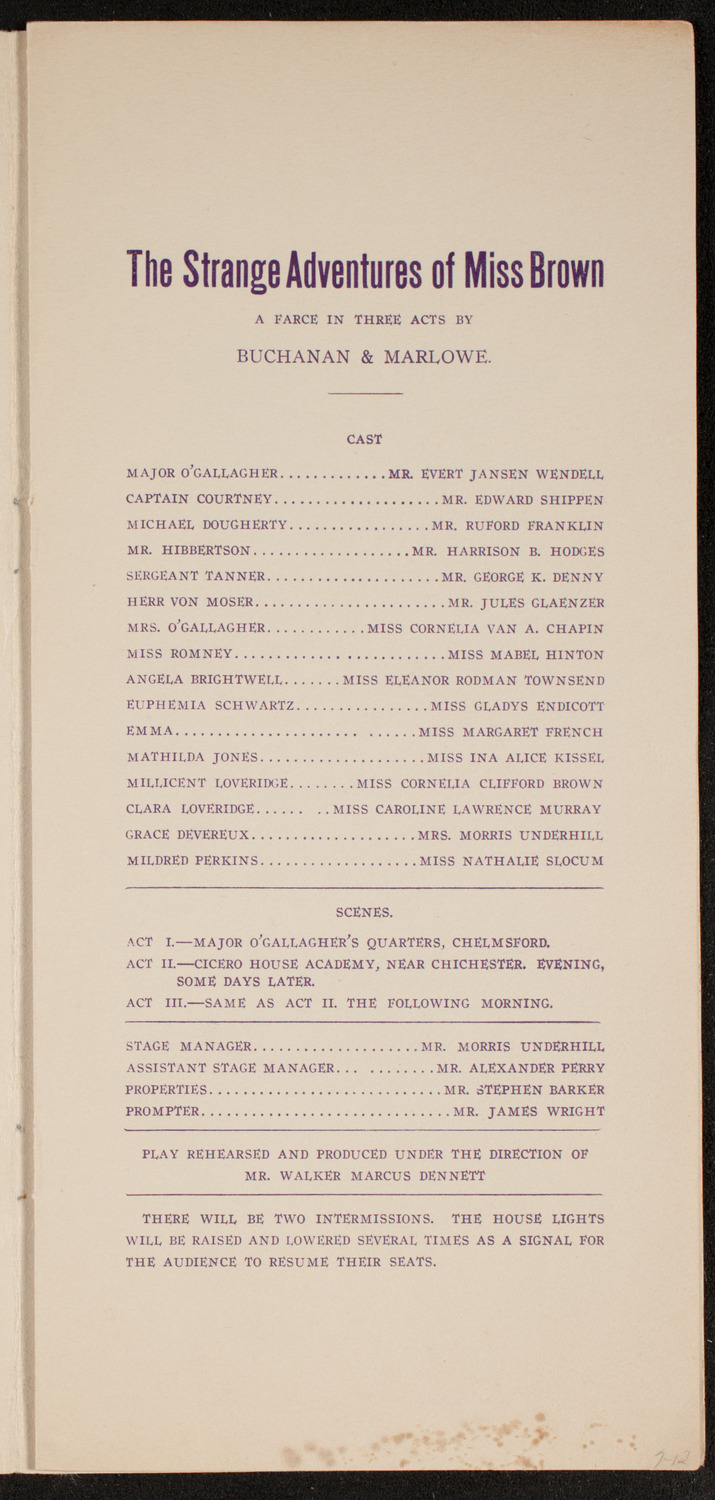 The Strange Adventures of Miss Brown
A FARCE IN THREE ACTS BY
BUCHANAN & MARLOWE.
CAST
MAJOR O'GALLAGHER.............MR. EVERT JANSEN WENDELL
CAPTAIN COURTNEY....................MR. EDWARD SHIPPEN
MICHAEL DOUGHERTY.................MR. RUFORD FRANKLIN
MR. HIBBERTSON...................MR. HARRISON B. HODGES
SERGEANT TANNER.....................MR. GEORGE K. DENNY
HERR VON MOSER.......................MR. JULES GLAENZER
MRS. O'GALLAGHER............MISS CORNELIA VAN A. CHAPIN
MISS ROMNEY............. ............MISS MABEL HINTON
ANGELA BRIGHTWELL.......MISS ELEANOR RODMAN TOWNSEND
EUPHEMIA SCHWARTZ................MISS GLADYS ENDICOTT
EMMA...................... ......MISS MARGARET FRENCH
MATHILDA JONES....................MISS INA ALICE KISSEL
MILLICENT LOVERIDGE........MISS CORNELIA CLIFFORD BROWN
CLARA LOVERIDGE...... ..MISS CAROLINE LAWRENCE MURRAY
GRACE DEVEREUX....................MRS. MORRIS UNDERHILL
MILDRED PERKINS...................MISS NATHALIE SLOCUM
SCENES.
ACT I.—MAJOR O'GALLAGHER'S QUARTERS, CHELMSFORD.
ACT II.—CICERO HOUSE ACADEMY, NEAR CHICHESTER. EVENING,
SOME DAYS LATER.
ACT III.—SAME AS ACT II. THE FOLLOWING MORNING.
STAGE MANAGER....................MR. MORRIS UNDERHILL
ASSISTANT STAGE MANAGER... ........MR. ALEXANDER PERRY
PROPERTIES............................MR. STEPHEN BARKER
PROMPTER..............................MR. JAMES WRIGHT
PLAY REHEARSED AND PRODUCED UNDER THE DIRECTION OF
MR. WALKER MARCUS DENNETT
THERE WILL BE TWO INTERMISSIONS. THE HOUSE LIGHTS
WILL BE RAISED AND LOWERED SEVERAL TIMES AS A SIGNAL FOR
THE AUDIENCE TO RESUME THEIR SEATS.